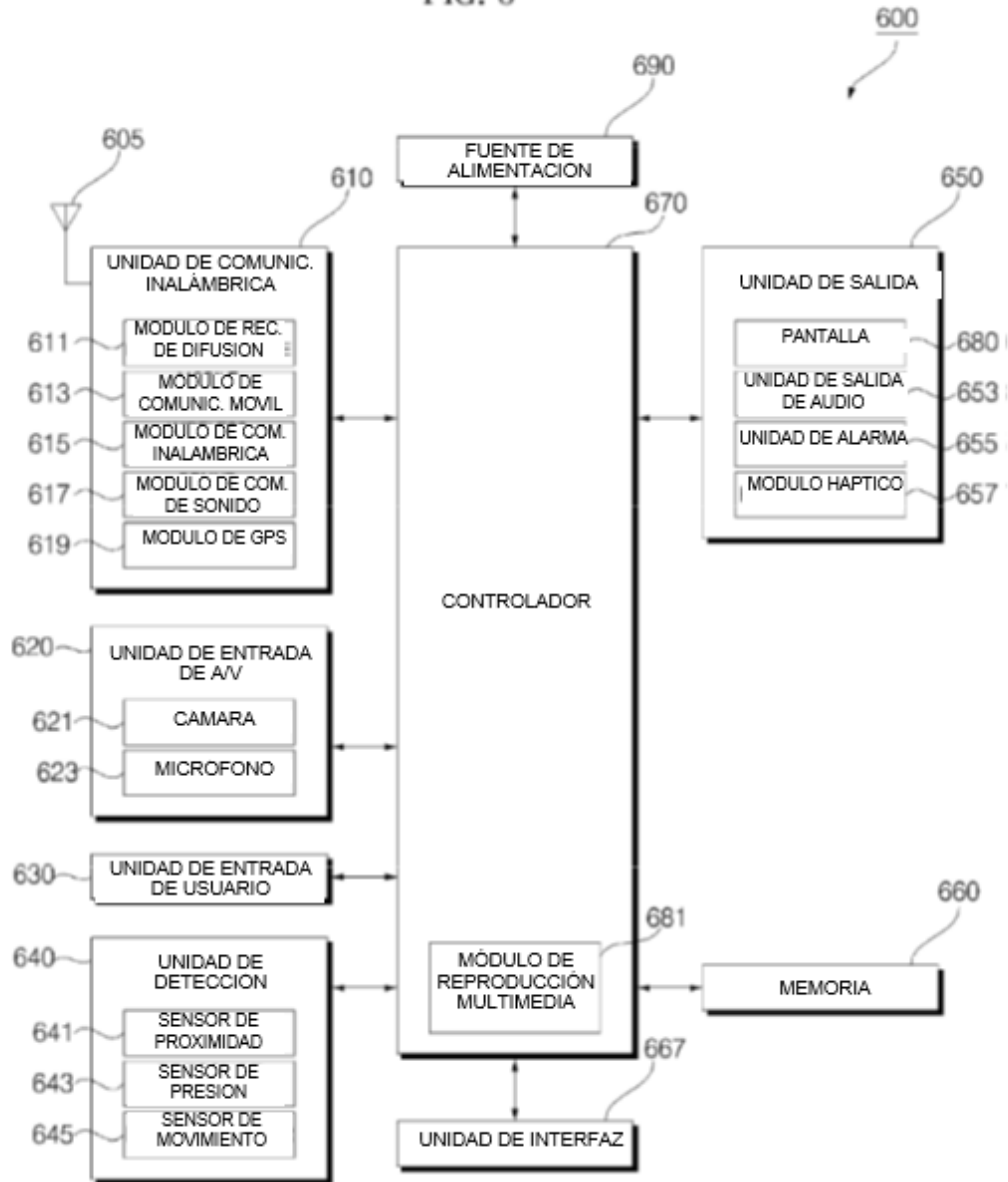 FIG. 6
600
690
FUENTE DE
ALIMENTACION
605
610
UNIDAD DE COMUNIC.
INALÁMBRICA
611
MODULO DE REC.
DE DIFUSION
613
MODULO DE
COMUNIC. MOVIL
615
MODULO DE COM.
INALAMBRICA
617
MODULO DE COM.
DE SONIDO
619
MODULO DE GPS
620
UNIDAD DE ENTRADA
DE A/V
621
CAMARA
623
MICROFONO
630
UNIDAD DE ENTRADA
DE USUARIO
640
UNIDAD DE
DETECCION
641
SENSOR DE
PROXIMIDAD
643
SENSOR DE
PRESION
645
SENSOR DE
MOVIMIENTO
670
CONTROLADOR
681
MÓDULO DE
REPRODUCCIÓN
MULTIMEDIA
667
UNIDAD DE INTERFAZ
650
UNIDAD DE SALIDA
PANTALLA
680
UNIDAD DE SALIDA
DE AUDIO
653
UNIDAD DE ALARMA
655
MODULO HAPTICO
657
660
MEMORIA